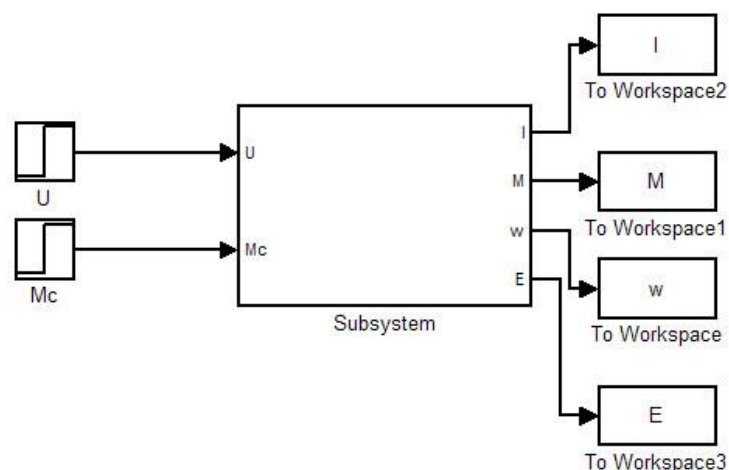 I
To Workspace2
U
I
U
M
M
To Workspace1
Mc
w
Mc
E
w
To Workspace
Subsystem
E
To Workspace3